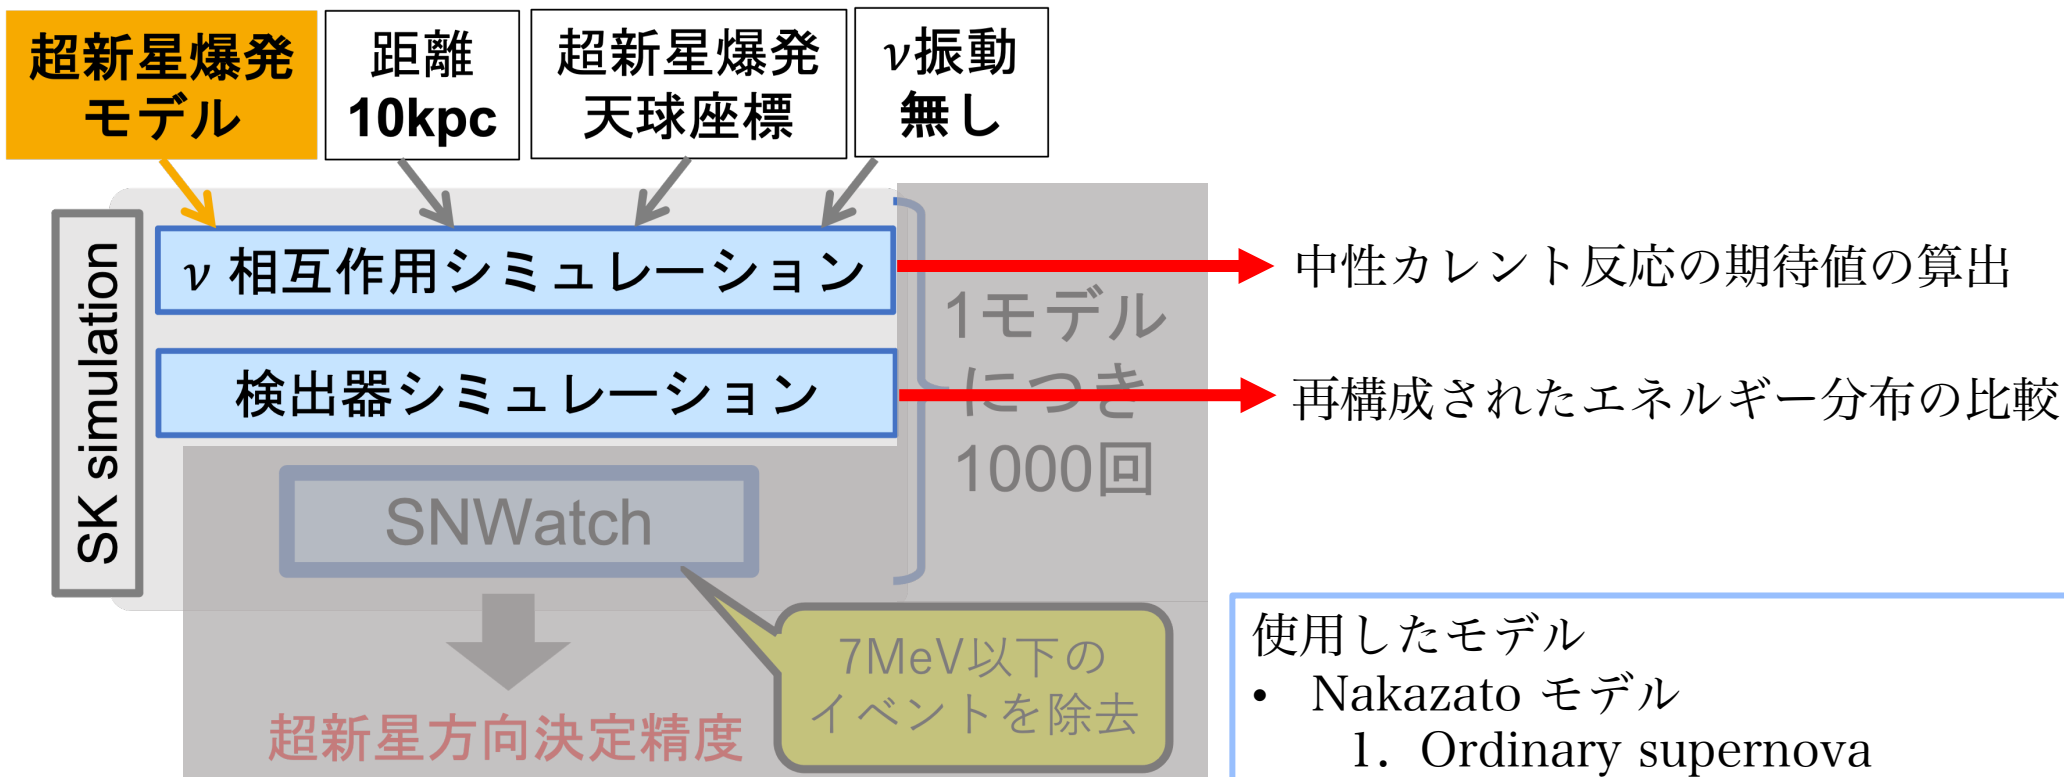 超新星爆発
モデル
距離
10kpc
超新星爆発
天球座標
ν振動
無し
SK simulation
ν 相互作用シミュレーション
中性カレント反応の期待値の算出
検出器シミュレーション
再構成されたエネルギー分布の比較
1モデル
につき
1000回
SNWatch
7MeV以下の
イベントを除去
超新星方向決定精度
使用したモデル
• Nakazato モデル
1. Ordinary supernova